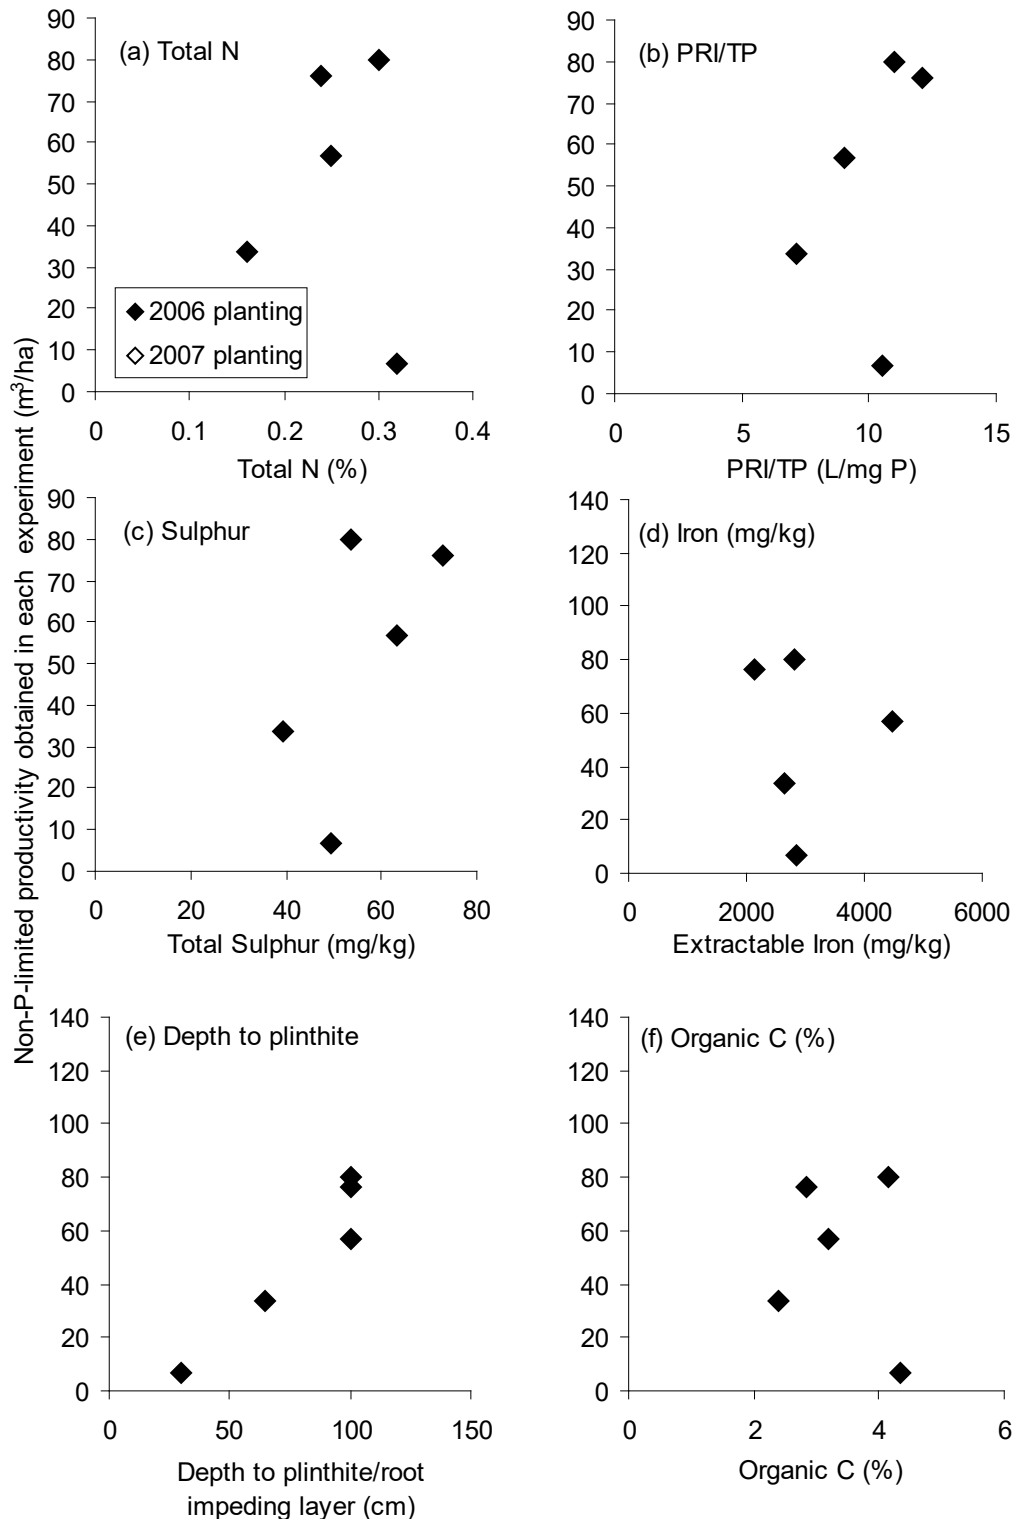 Non-P-limited productivity obtained in each experiment (m³/ha)
(a) Total N
90
80
70
60
50
40
30
20
10
0
2006 planting
2007 planting
0 0.1 0.2 0.3 0.4
Total N (%)
(b) PRI/TP
90
80
70
60
50
40
30
20
10
0
0 5 10 15
PRI/TP (L/mg P)
(c) Sulphur
90
80
70
60
50
40
30
20
10
0
0 20 40 60 80
Total Sulphur (mg/kg)
(d) Iron (mg/kg)
140
120
100
80
60
40
20
0
0 2000 4000 6000
Extractable Iron (mg/kg)
(e) Depth to plinthite
140
120
100
80
60
40
20
0
0 50 100 150
Depth to plinthite/root
impeding layer (cm)
(f) Organic C (%)
140
120
100
80
60
40
20
0
0 2 4 6
Organic C (%)